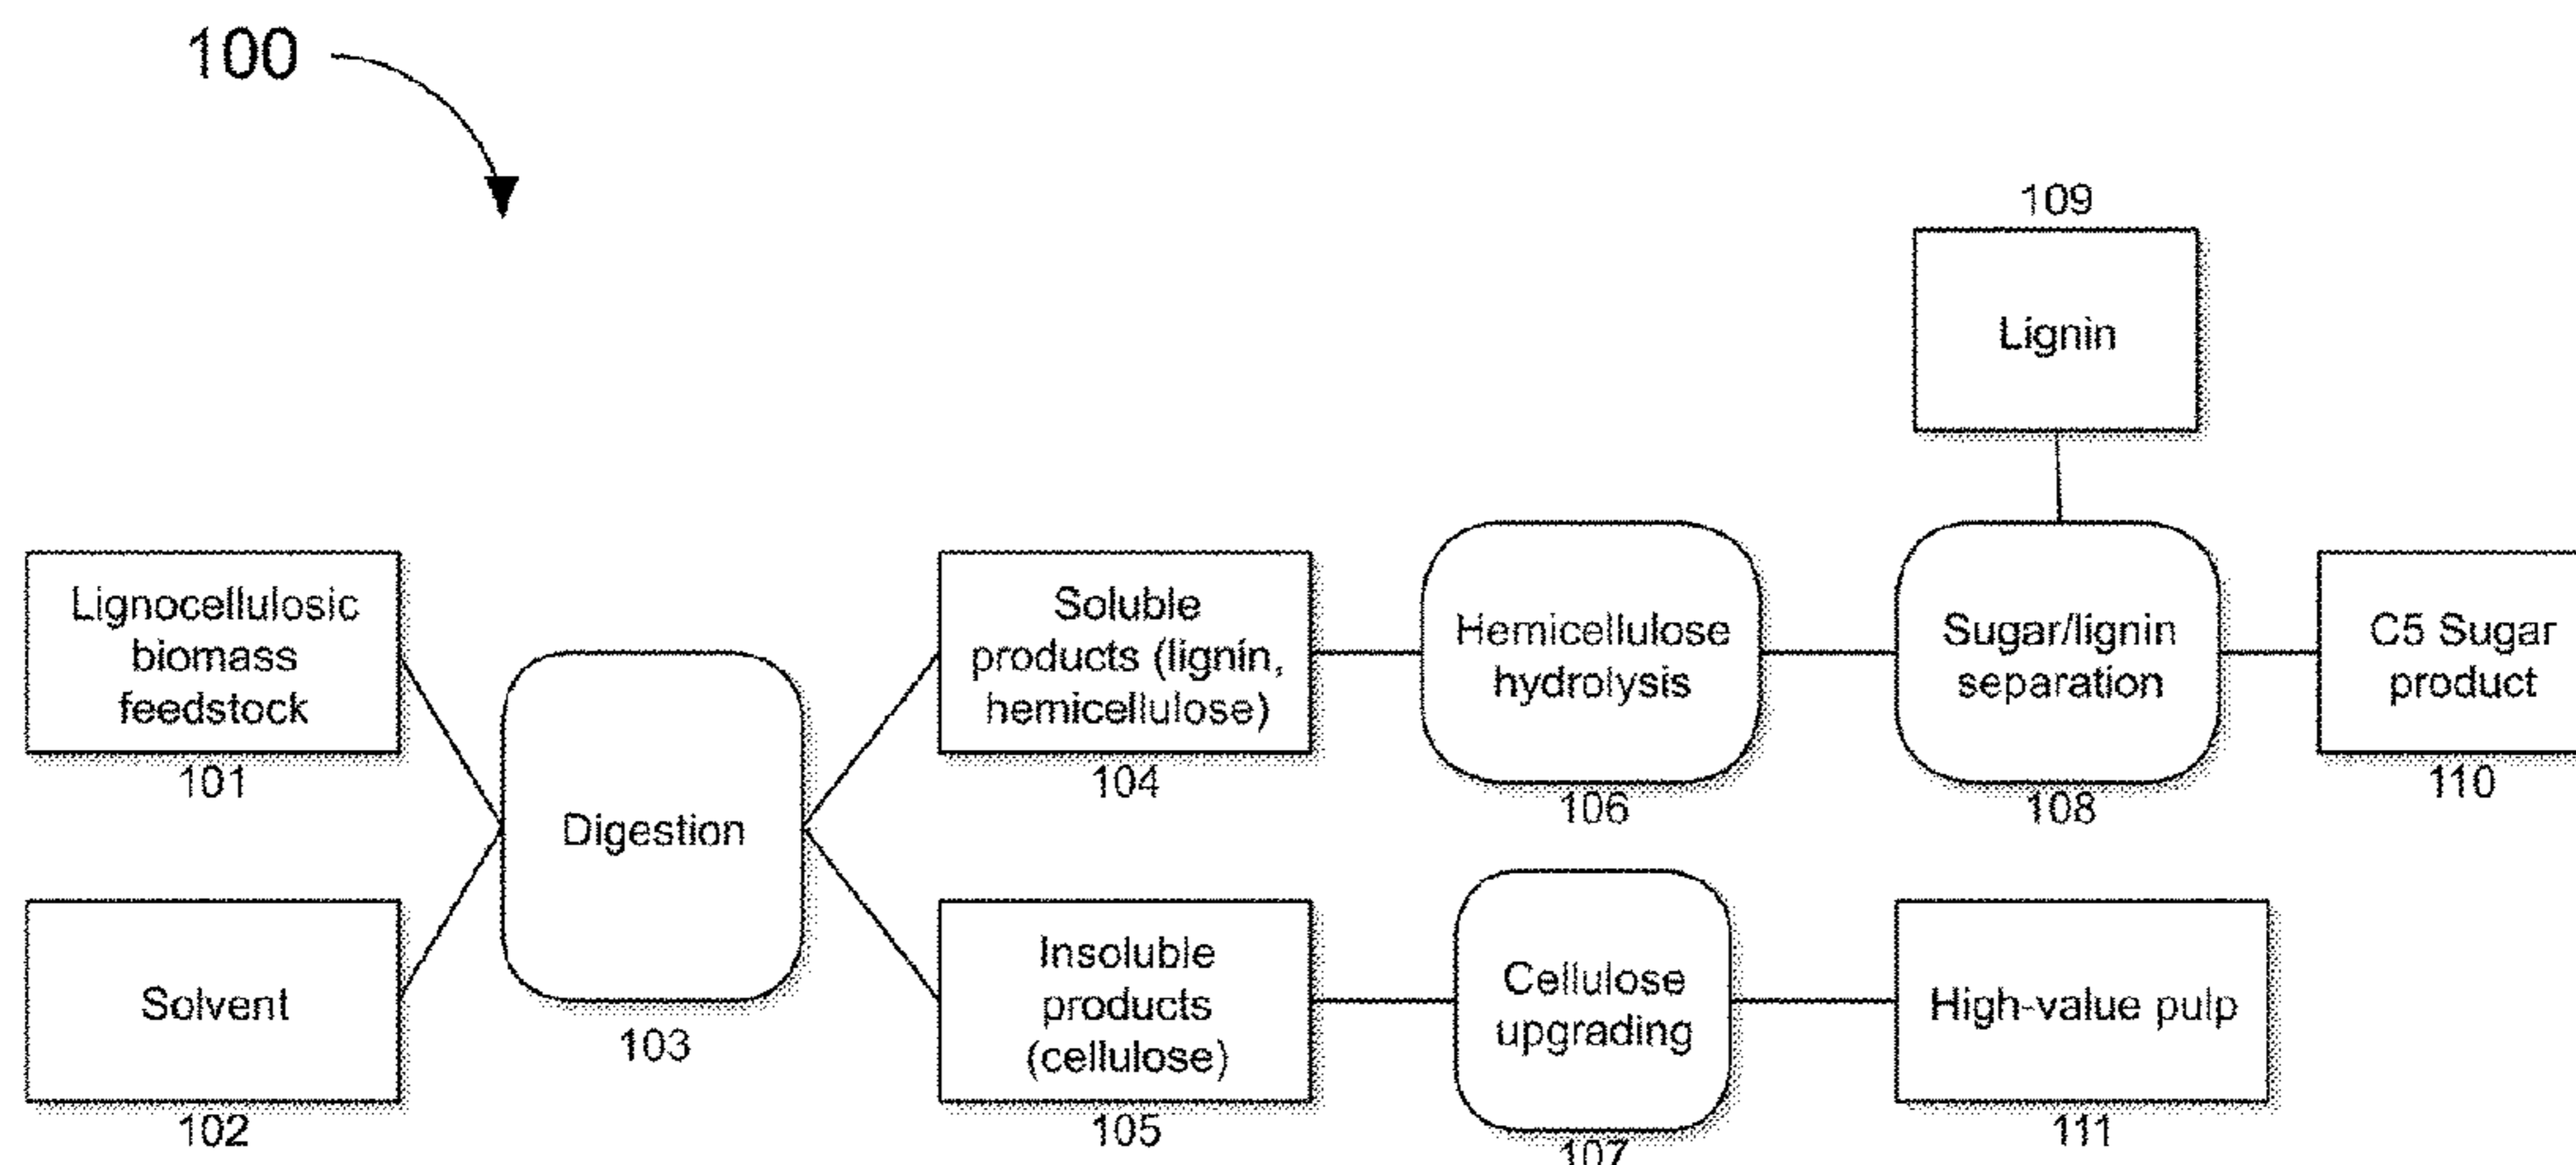 100
109
Lignin
Lignocellulosic
biomass
feedstock
101
Soluble
products (lignin,
hemicellulose)
104
Hemicellulose
hydrolysis
106
Sugar/lignin
separation
108
C5 Sugar
product
110
Digestion
103
Solvent
102
Insoluble
products
(cellulose)
105
Cellulose
upgrading
107
High-value pulp
111